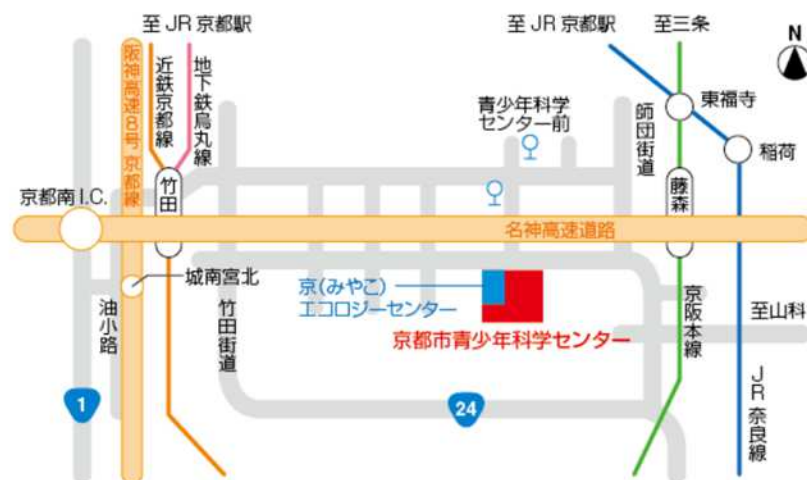 至 JR 京都駅
至 JR 京都駅
至三条
N
阪神高速8号 京都線
近鉄京都線
地下鉄烏丸線
青少年科学
センター前
師団街道
東福寺
稲荷
京都南 I.C.
竹田
藤森
名神高速道路
城南宮北
油小路
竹田街道
京(みやこ)
エコロジーセンター
京都市青少年科学センター
京阪本線
至山科
JR 奈良線
1
24